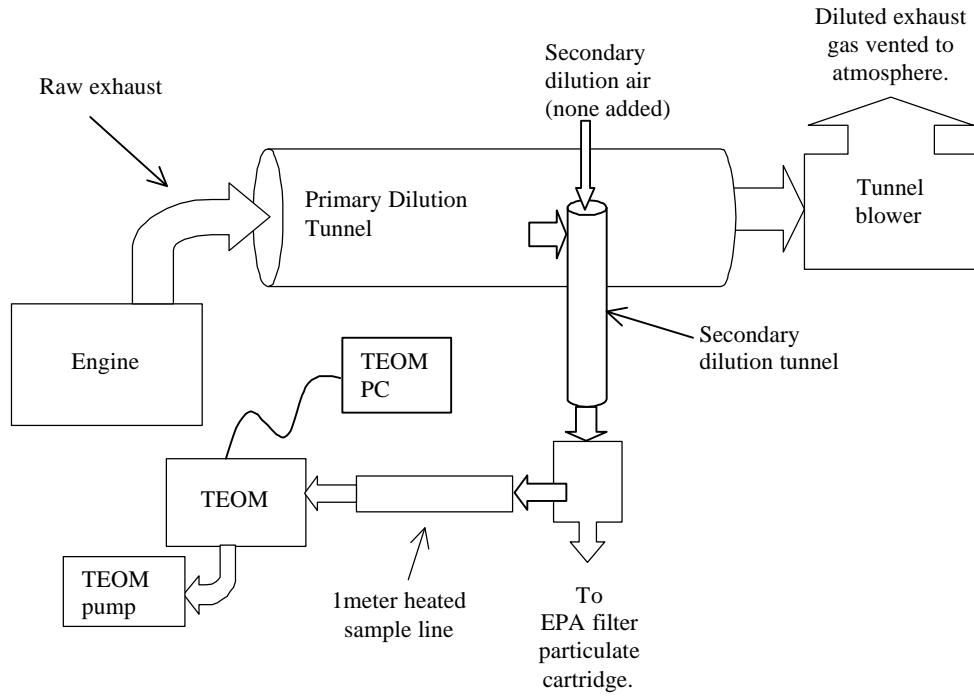 Diluted exhaust
gas vented to
atmosphere.
Secondary
dilution air
(none added)
Raw exhaust
Primary Dilution
Tunnel
Tunnel
blower
Engine
TEOM
PC
Secondary
dilution tunnel
TEOM
TEOM
pump
1meter heated
sample line
To
EPA filter
particulate
cartridge.